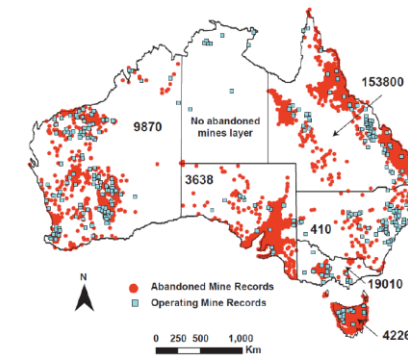 153800
9870
No abandoned
mines layer
3638
410
N
19010
Abandoned Mine Records
Operating Mine Records
4226
0 250 500 1,000
Km